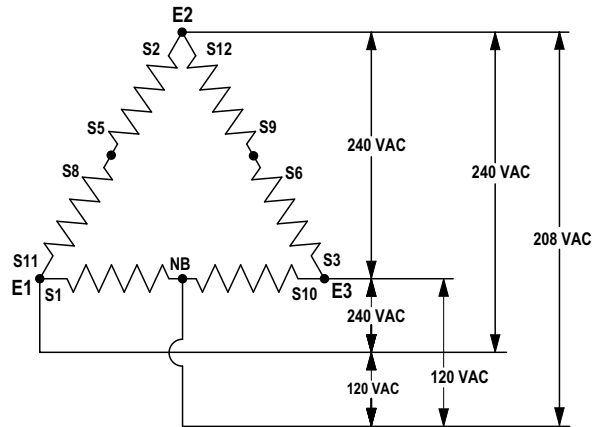 E2
S2
S12
S5
S9
240 VAC
240 VAC
S8
S6
208 VAC
S11
S3
NB
E1
S1
S10
E3
240 VAC
120 VAC
120 VAC